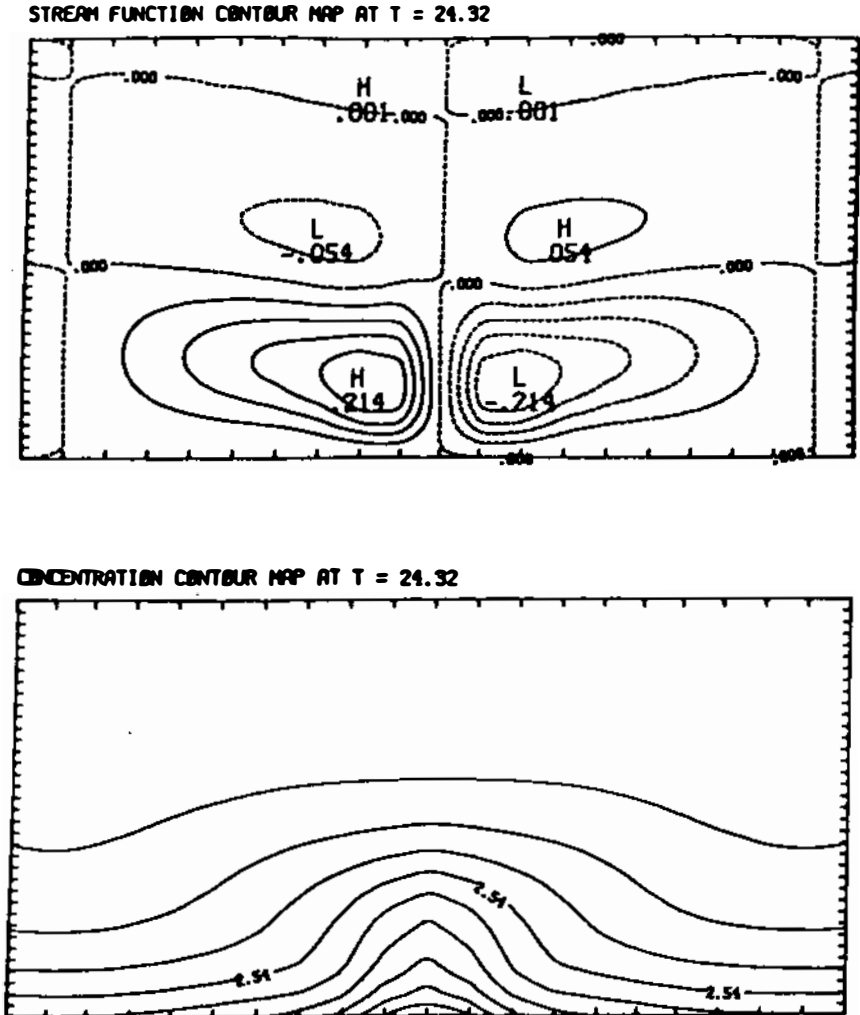 STREAM FUNCTION CONTOUR MAP AT T = 24.32
.000
.000
.000
H
L
.001
.000
.000
-.001
L
H
-.054
.054
.000
.000
.000
H
L
.214
-.214
.000
.000
CONCENTRATION CONTOUR MAP AT T = 24.32
2.54
2.54
2.54